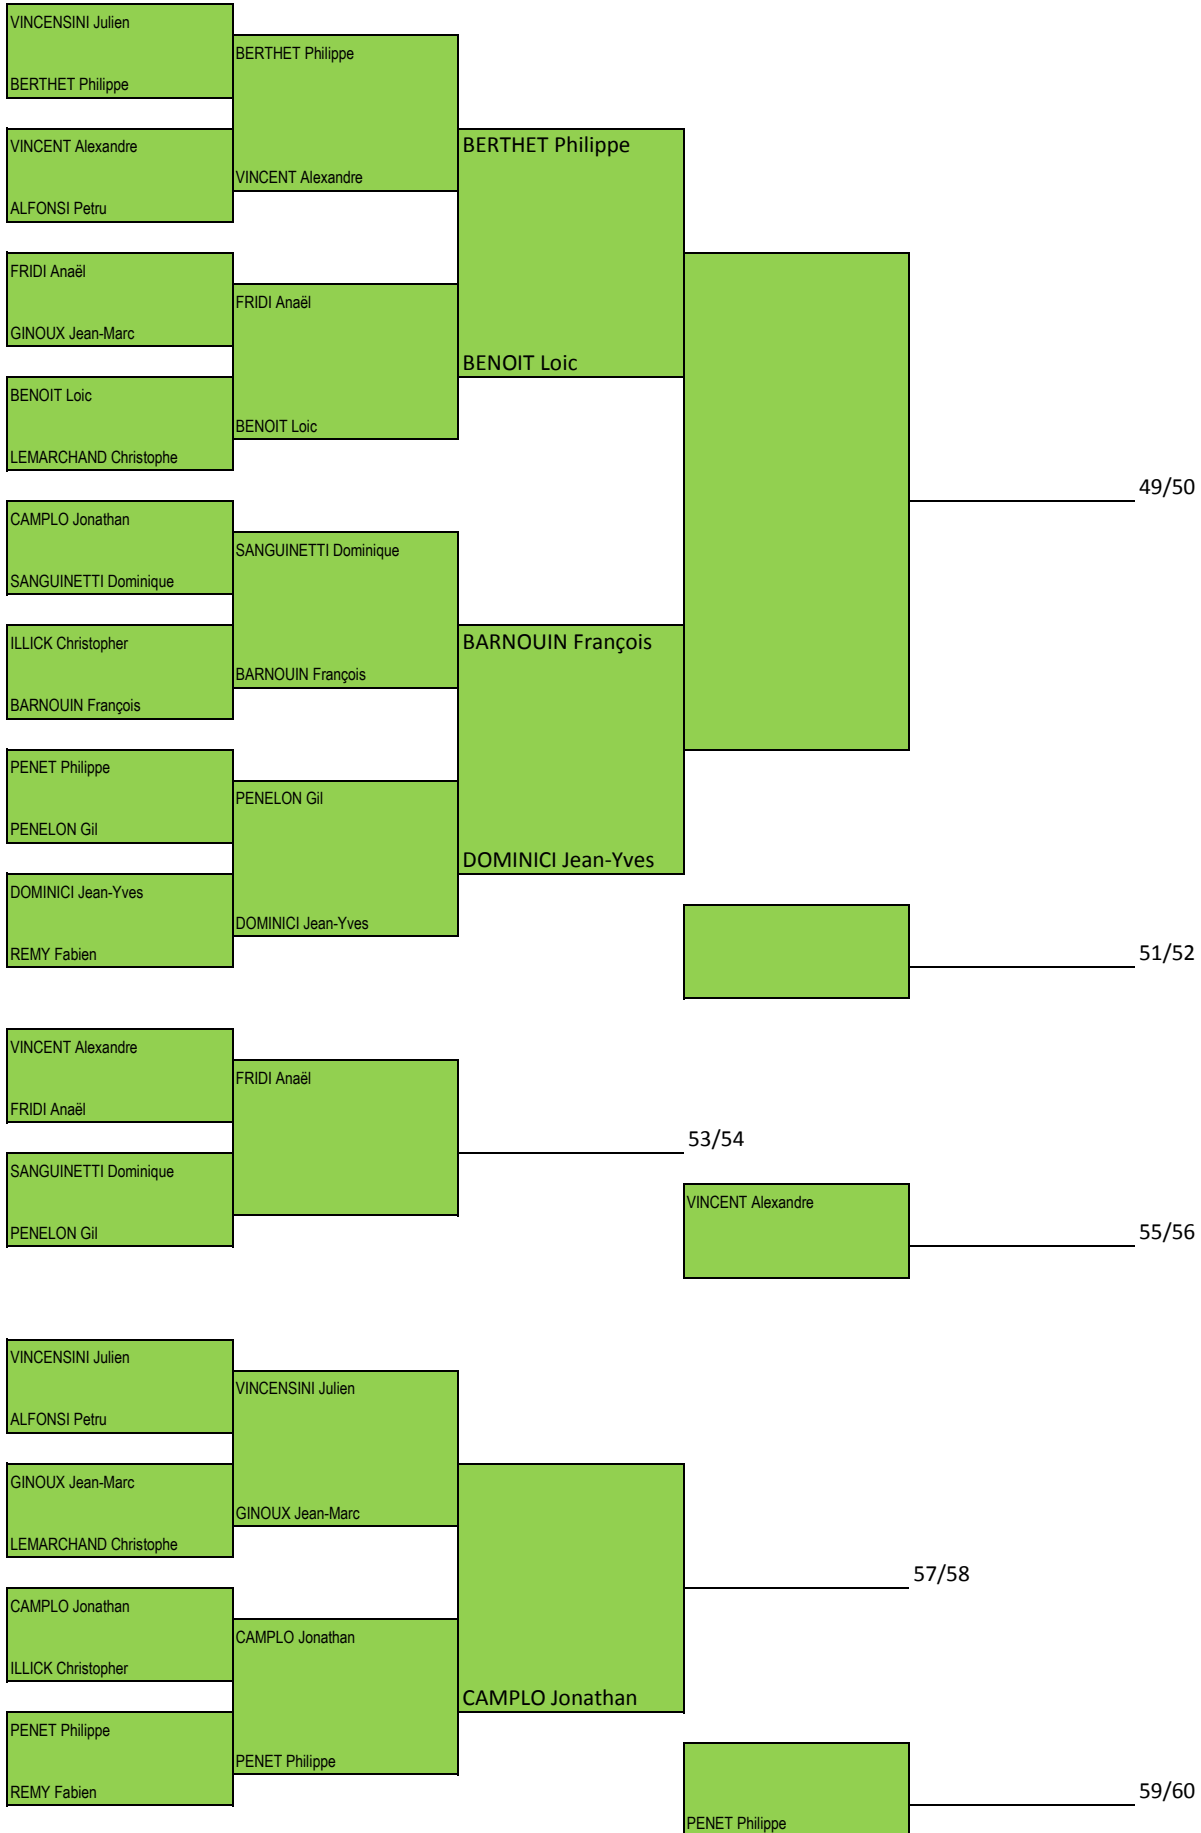 VINCENSINI Julien
BERTHET Philippe
BERTHET Philippe
VINCENT Alexandre
BERTHET Philippe
VINCENT Alexandre
ALFONSI Petru
FRIDI Anaël
FRIDI Anaël
GINOUX Jean-Marc
BENOIT Loic
BENOIT Loic
BENOIT Loic
LEMARCHAND Christophe
49/50
CAMPLO Jonathan
SANGUINETTI Dominique
SANGUINETTI Dominique
ILLICK Christopher
BARNOUIN François
BARNOUIN François
BARNOUIN François
PENET Philippe
PENELON Gil
PENELON Gil
DOMINICI Jean-Yves
DOMINICI Jean-Yves
DOMINICI Jean-Yves
REMY Fabien
51/52
VINCENT Alexandre
FRIDI Anaël
FRIDI Anaël
53/54
SANGUINETTI Dominique
VINCENT Alexandre
PENELON Gil
55/56
VINCENSINI Julien
VINCENSINI Julien
ALFONSI Petru
GINOUX Jean-Marc
GINOUX Jean-Marc
LEMARCHAND Christophe
57/58
CAMPLO Jonathan
CAMPLO Jonathan
ILLICK Christopher
CAMPLO Jonathan
PENET Philippe
PENET Philippe
REMY Fabien
59/60
PENET Philippe